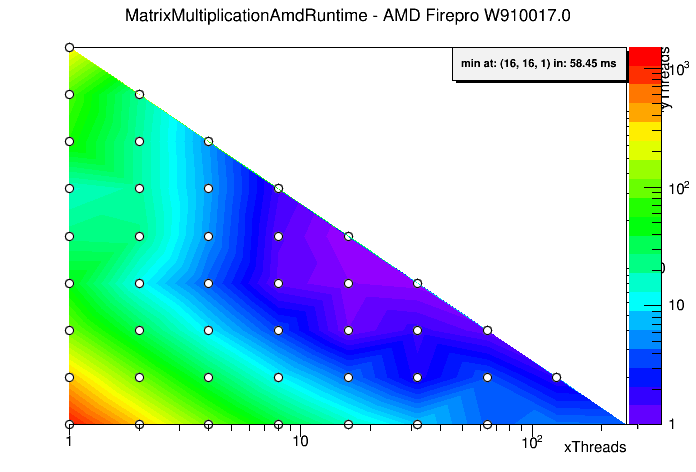 MatrixMultiplicationAmdRuntime - AMD Firepro W910017.0
min at: (16, 16, 1) in: 58.45 ms
yThreads
10³
10²
10
1
1
10
10²
xThreads